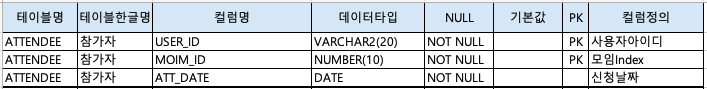 테이블명 테이블한글명 컬럼명 데이터타입 NULL 기본값 PK 컬럼정의
ATTENDEE 참가자 USER_ID VARCHAR2(20) NOT NULL PK 사용자아이디
ATTENDEE 참가자 MOIM_ID NUMBER(10) NOT NULL PK 모임Index
ATTENDEE 참가자 ATT_DATE DATE NOT NULL 신청날짜